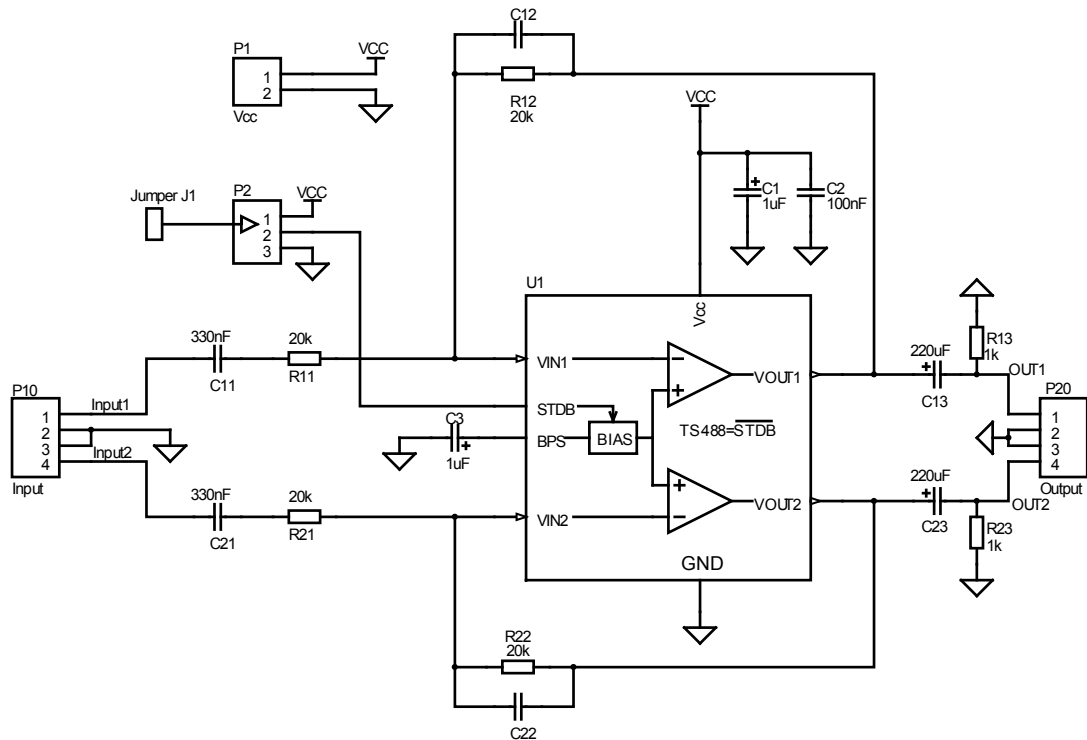 C12
P1
VCC
1
2
Vcc
R12
20k
VCC
Jumper J1
P2
VCC
1
2
3
+
C1
1uF
C2
100nF
U1
Vcc
330nF
C11
20k
R11
VIN1
−
+
VOUT1
220uF
+
C13
R13
1k
OUT1
P10
Input1
1
2
3
4
Input2
Input
STDB
C3
+
1uF
BPS
BIAS
TS488=STDB
P20
1
2
3
4
Output
330nF
C21
20k
R21
VIN2
+
−
VOUT2
220uF
+
C23
OUT2
R23
1k
GND
R22
20k
C22